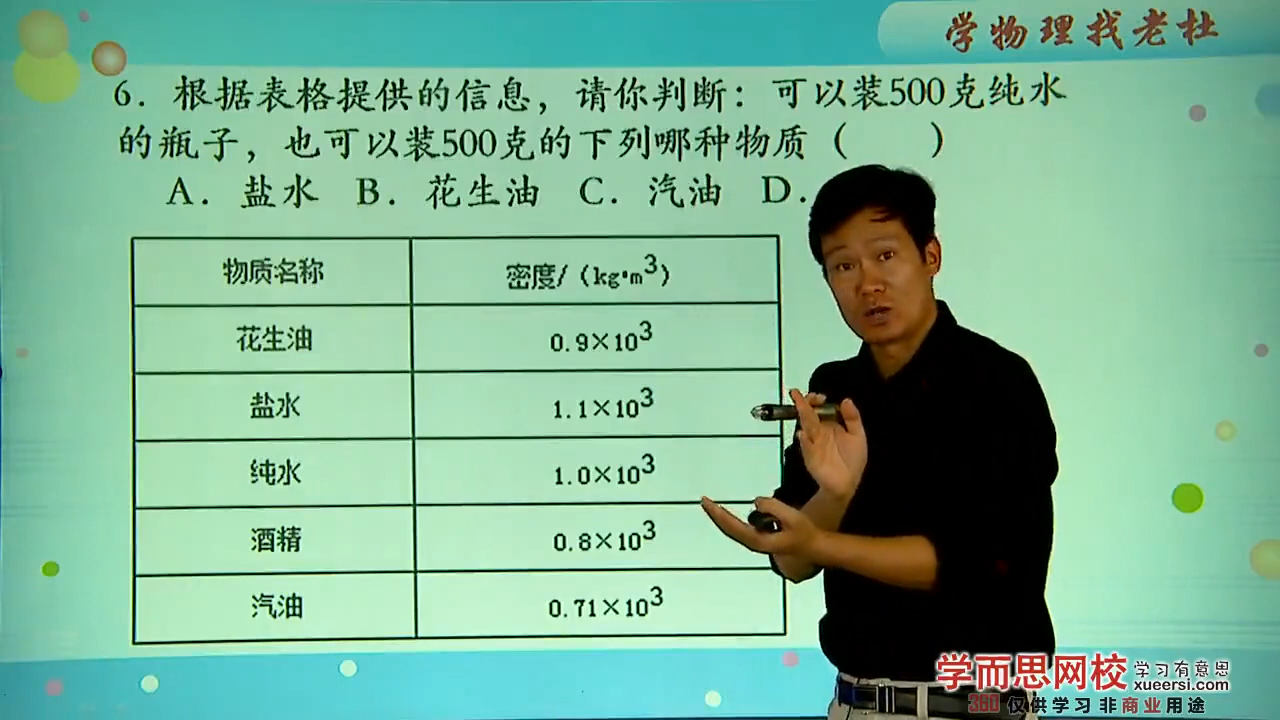 学物理找老杜
6. 根据表格提供的信息，请你判断：可以装500克纯水
的瓶子，也可以装500克的下列哪种物质（　　）
A. 盐水 B. 花生油 C. 汽油 D.
物质名称 密度/（kg·m³）
花生油 0.9×10³
盐水 1.1×10³
纯水 1.0×10³
酒精 0.8×10³
汽油 0.71×10³
学而思网校 学习有意思
xueersi.com
360 仅供学习 非商业用途